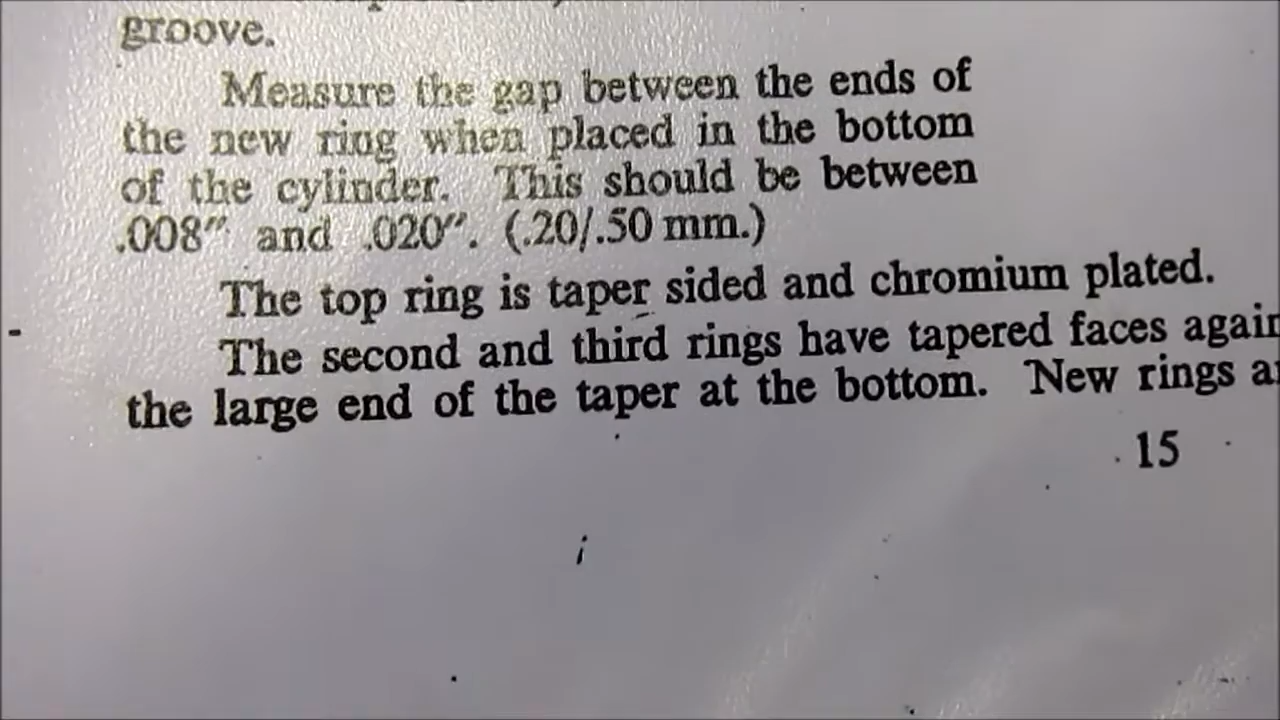 groove.
Measure the gap between the ends of
the new ring when placed in the bottom
of the cylinder. This should be between
.008″ and .020″. (.20/.50 mm.)
The top ring is taper sided and chromium plated.
The second and third rings have tapered faces
the large end of the taper at the bottom. New rings
15